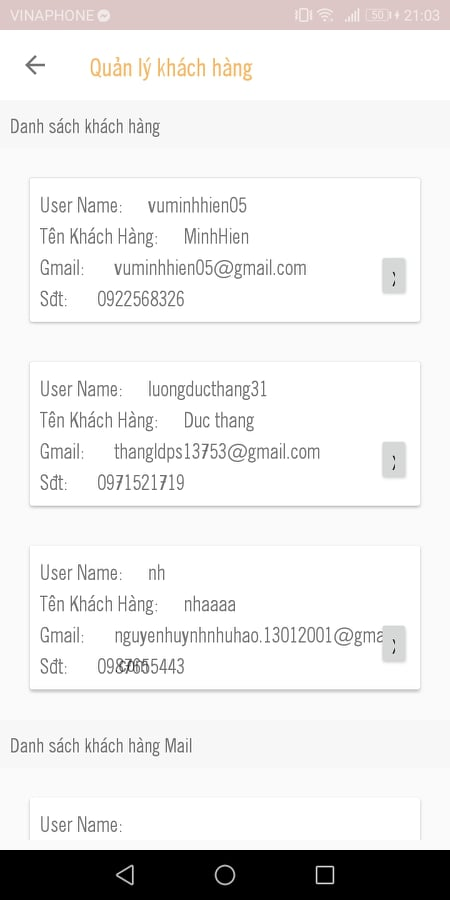 VINAPHONE 50 21:03
Quản lý khách hàng
Danh sách khách hàng
User Name: vuminhhien05
Tên Khách Hàng: MinhHien
Gmail: vuminhhien05@gmail.com
Sđt: 0922568326
User Name: luongducthang31
Tên Khách Hàng: Duc thang
Gmail: thangldps13753@gmail.com
Sđt: 0971521719
User Name: nh
Tên Khách Hàng: nhaaaa
Gmail: nguyenhuynhnhuhao.13012001@gma
Sđt: 0987655443
Danh sách khách hàng Mail
User Name: